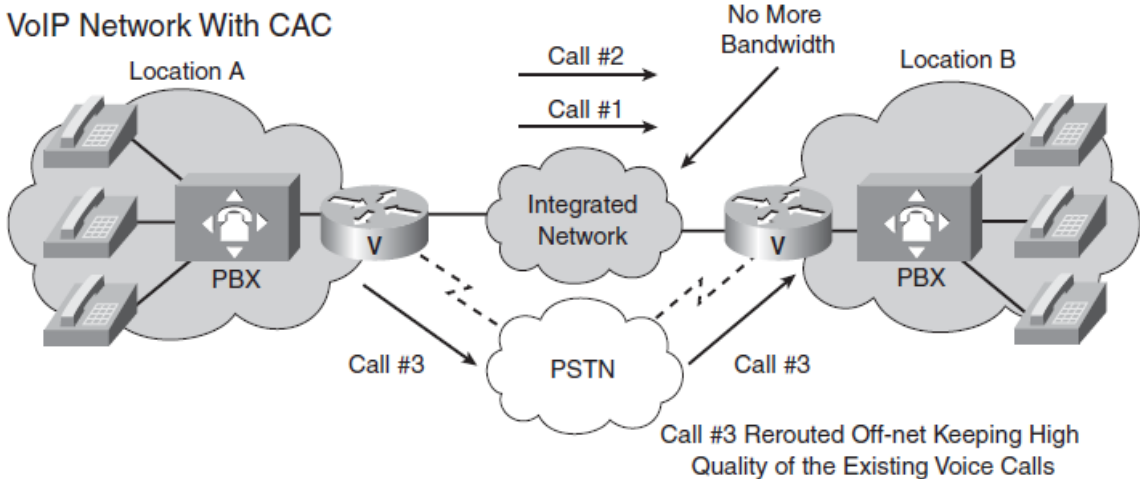 VoIP Network With CAC
No More
Bandwidth
Location A
Call #2
Location B
Call #1
Integrated
Network
V
V
PBX
PBX
Call #3
PSTN
Call #3
Call #3 Rerouted Off-net Keeping High
Quality of the Existing Voice Calls